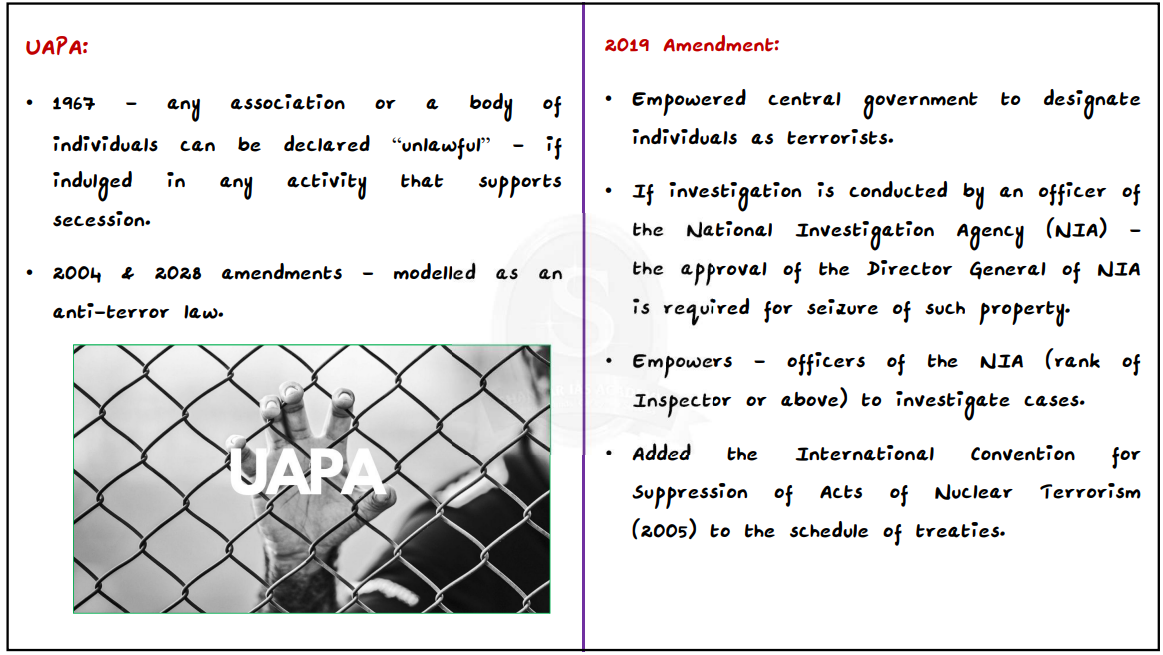 UAPA:
• 1967 – any association or a body of
individuals can be declared “unlawful” – if
indulged in any activity that supports
secession.
• 2004 & 2028 amendments – modelled as an
anti-terror law.
UAPA
2019 Amendment:
• Empowered central government to designate
individuals as terrorists.
• If investigation is conducted by an officer of
the National Investigation Agency (NIA) –
the approval of the Director General of NIA
is required for seizure of such property.
• Empowers – officers of the NIA (rank of
Inspector or above) to investigate cases.
• Added the International Convention for
Suppression of Acts of Nuclear Terrorism
(2005) to the schedule of treaties.